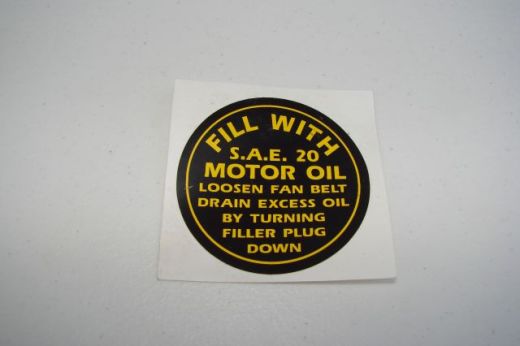 FILL WITH
S.A.E. 20
MOTOR OIL
LOOSEN FAN BELT
DRAIN EXCESS OIL
BY TURNING
FILLER PLUG
DOWN